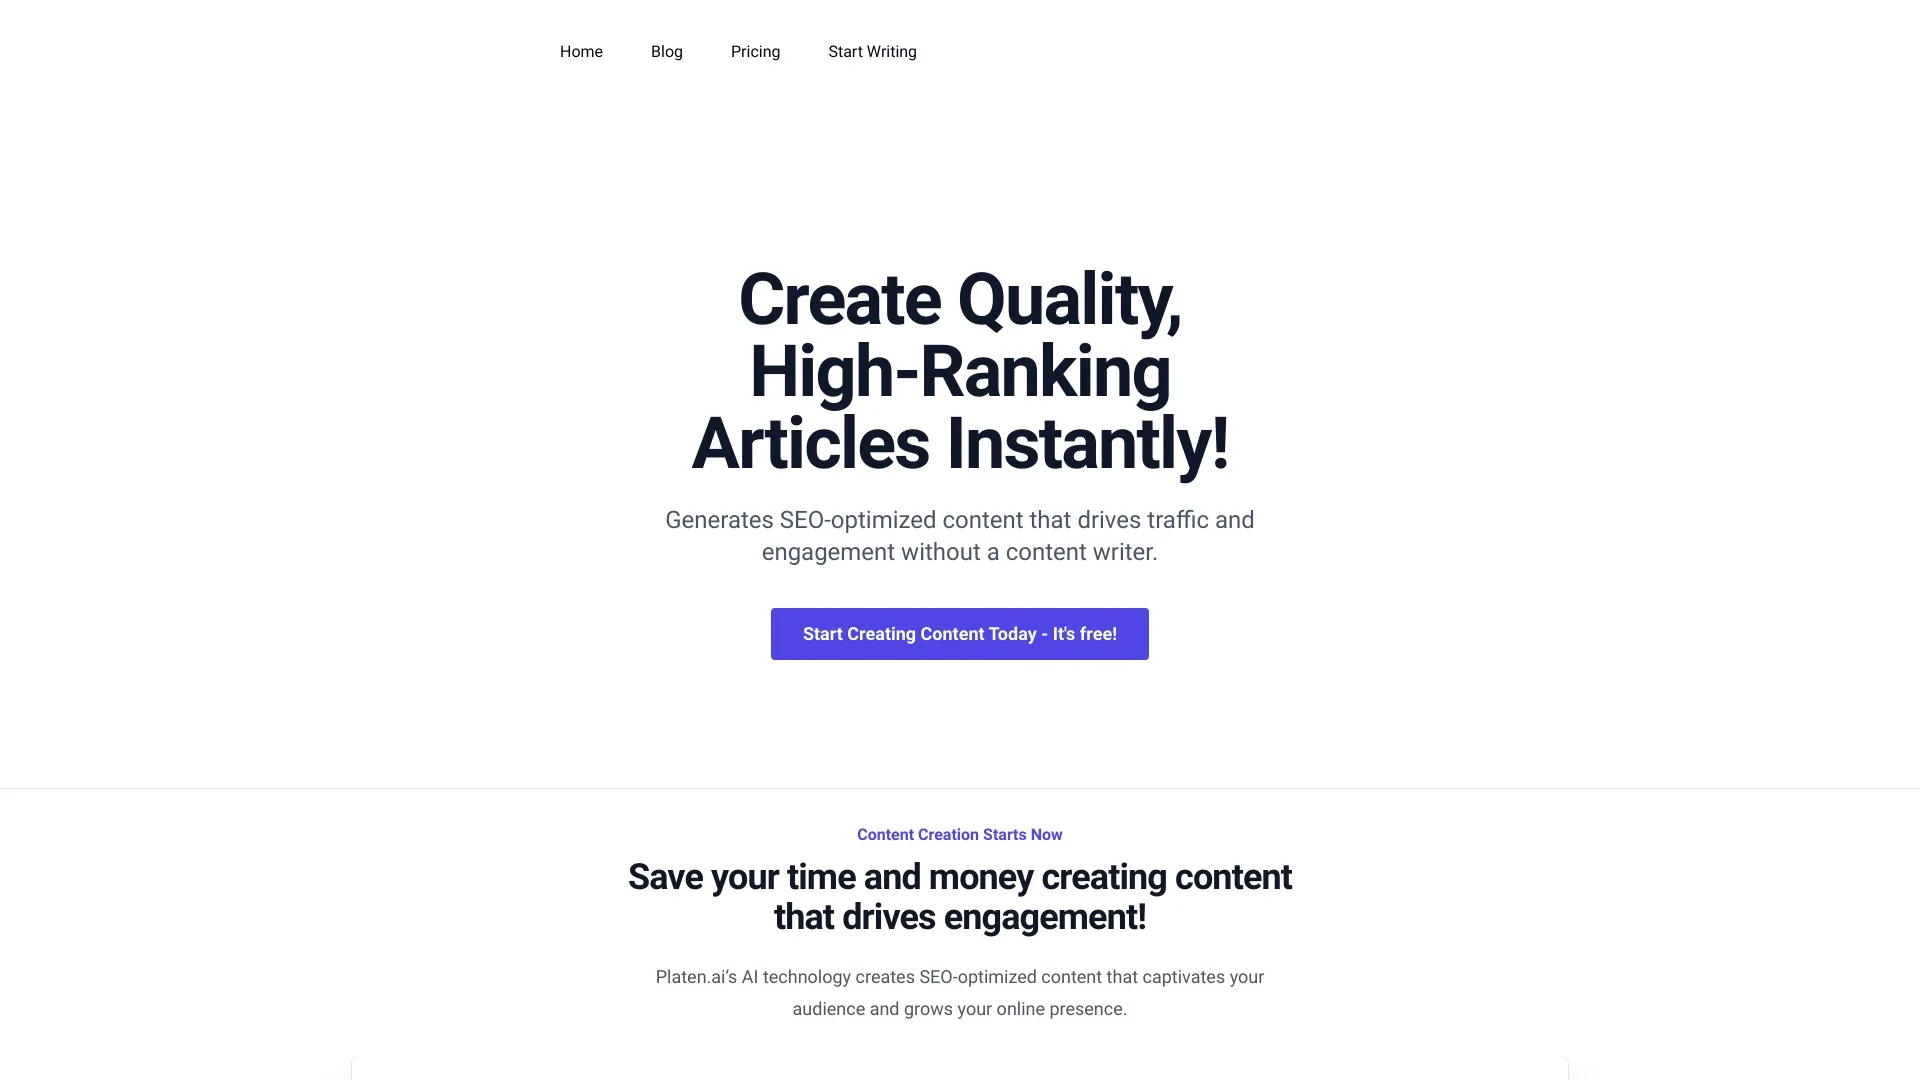 Home Blog Pricing Start Writing
Create Quality,
High-Ranking
Articles Instantly!
Generates SEO-optimized content that drives traffic and
engagement without a content writer.
Start Creating Content Today - It's free!
Content Creation Starts Now
Save your time and money creating content
that drives engagement!
Platen.ai’s AI technology creates SEO-optimized content that captivates your
audience and grows your online presence.